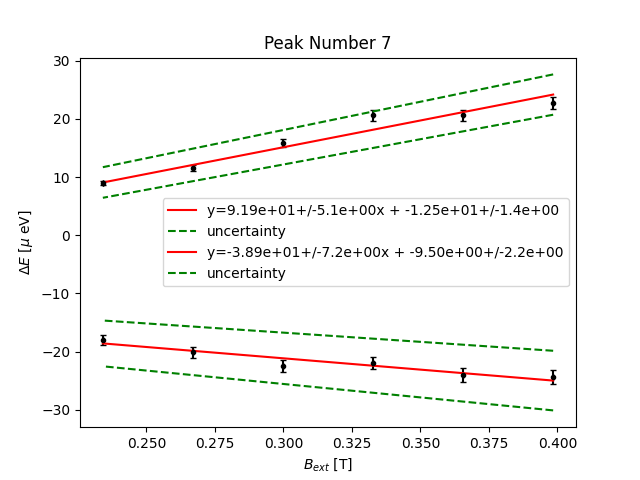 Peak Number 7
30
20
10
0
−10
−20
−30
ΔE [μ eV]
y=9.19e+01+/-5.1e+00x + -1.25e+01+/-1.4e+00
uncertainty
y=-3.89e+01+/-7.2e+00x + -9.50e+00+/-2.2e+00
uncertainty
0.250 0.275 0.300 0.325 0.350 0.375 0.400
B_ext [T]